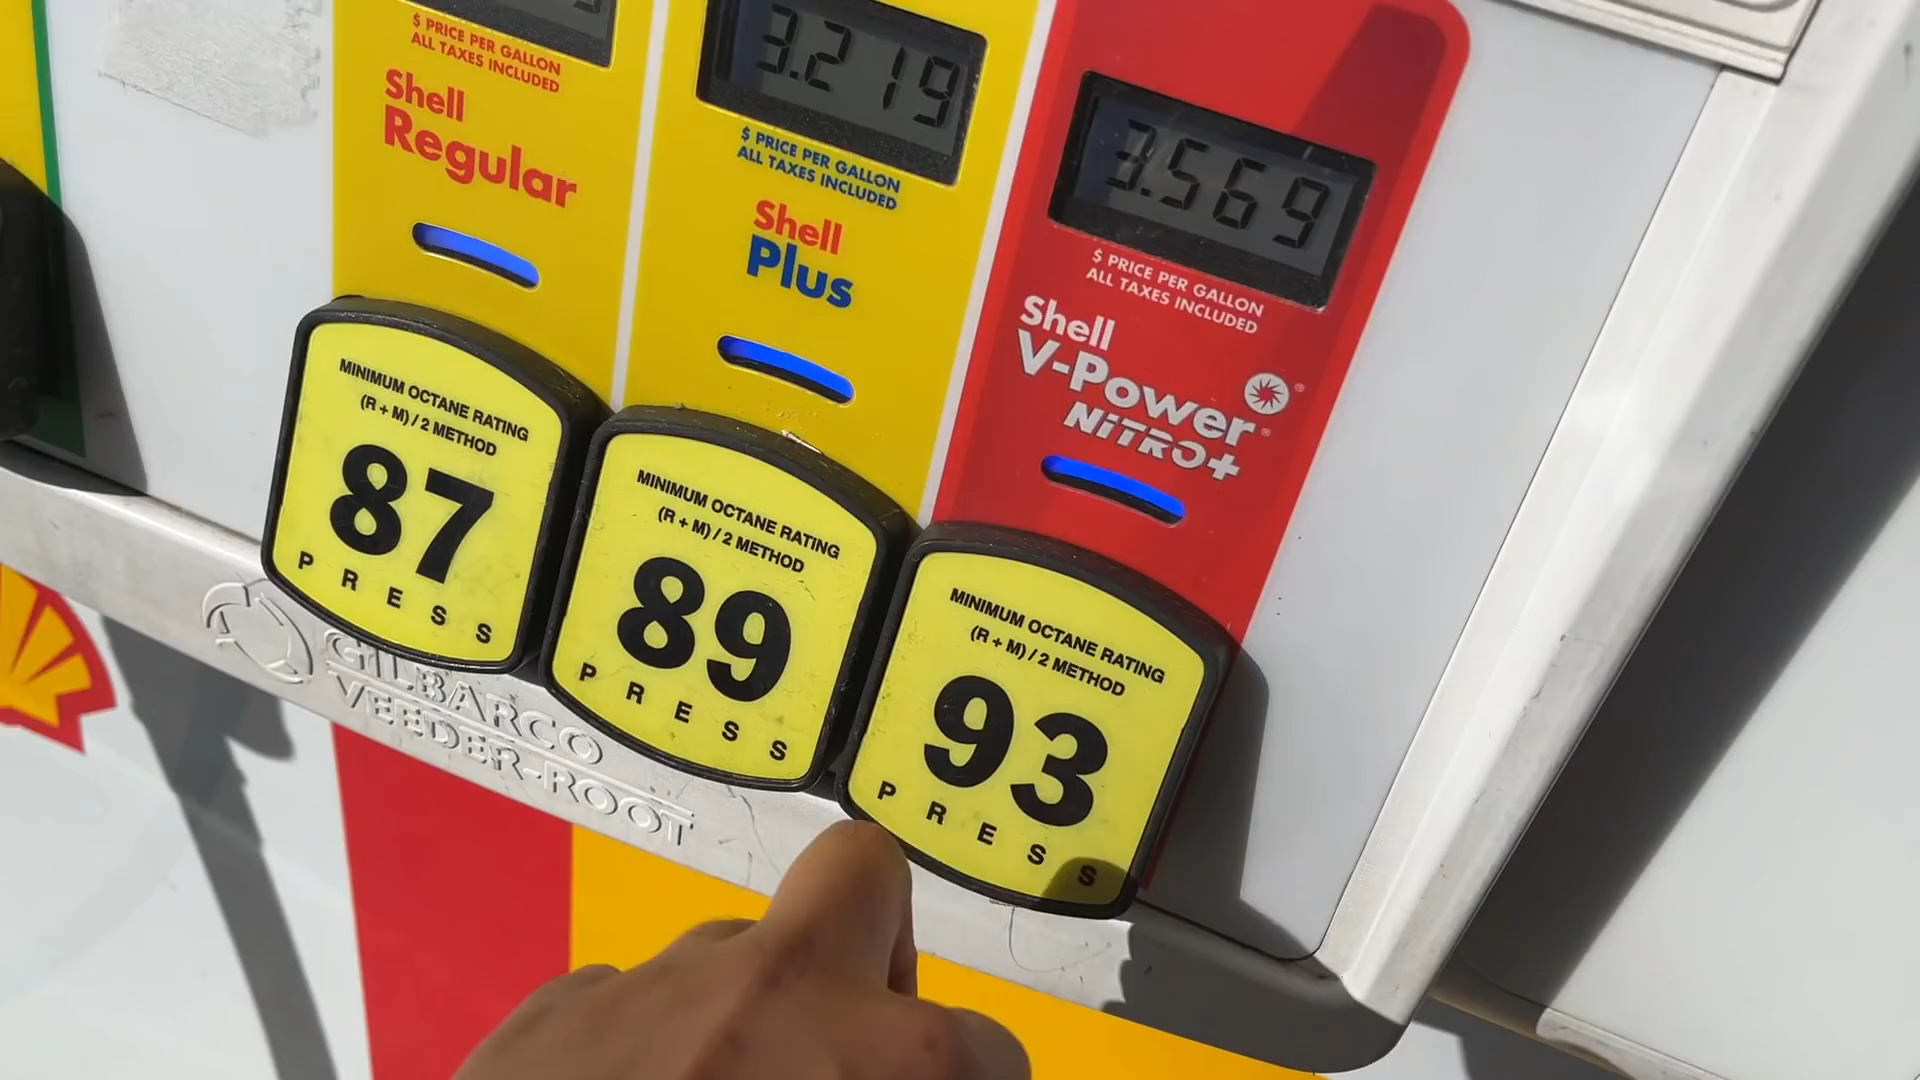 $ PRICE PER GALLON
ALL TAXES INCLUDED
Shell
Regular
3.219
$ PRICE PER GALLON
ALL TAXES INCLUDED
Shell
Plus
3.569
$ PRICE PER GALLON
ALL TAXES INCLUDED
Shell
V-Power®
NiTRO+
MINIMUM OCTANE RATING
(R + M) / 2 METHOD
87
PRESS
MINIMUM OCTANE RATING
(R + M) / 2 METHOD
89
PRESS
MINIMUM OCTANE RATING
(R + M) / 2 METHOD
93
PRESS
GILBARCO
VEEDER-ROOT